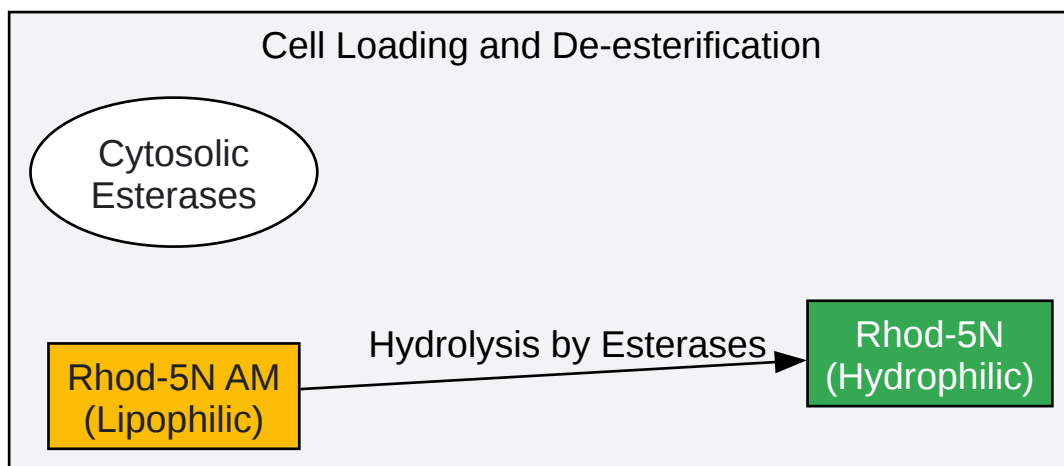 Cell Loading and De-esterification
Cytosolic
Esterases
Hydrolysis by Esterases
Rhod-5N AM
(Lipophilic)
Rhod-5N
(Hydrophilic)